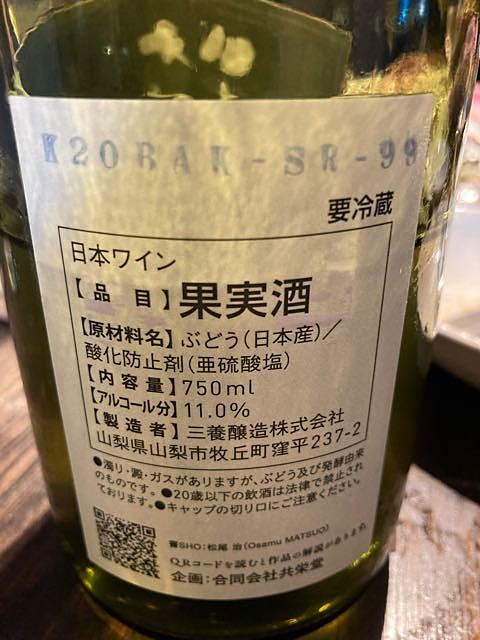 K20BAK-SR-99
要冷蔵
日本ワイン
【品目】果実酒
【原材料名】ぶどう(日本産)/
酸化防止剤(亜硫酸塩)
【内容量】750ml
【アルコール分】11.0%
【製造者】三養醸造株式会社
山梨県山梨市牧丘町窪平237-2
●濁り・澱・ガスがありますが、ぶどう及び発酵由来
のものです。●20歳以下の飲酒は法律で禁止され
ております。●キャップの切り口にご注意ください。
書SHO:松尾 治(Osamu MATSUO)
QRコードを読むと作品の解説があります。
企画:合同会社共栄堂